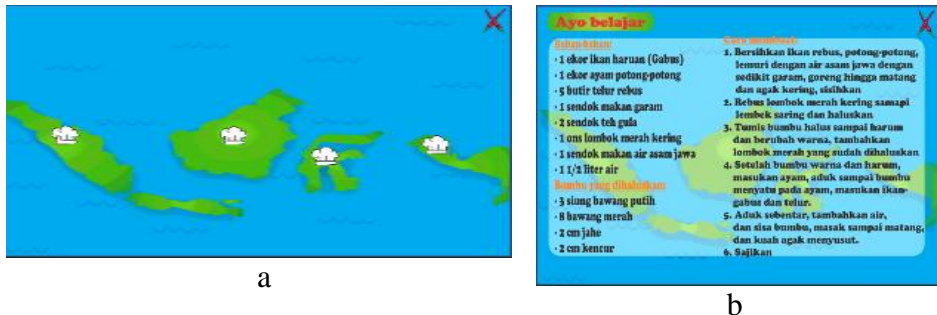 Ayo belajar
Bahan-bahan:
· 1 ekor ikan haruan (Gabus)
· 1 ekor ayam potong-potong
· 5 butir telur rebus
· 1 sendok makan garam
· 2 sendok teh gula
· 1 ons lombok merah kering
· 1 sendok makan air asam jawa
· 1 1/2 liter air
Bumbu yang dihaluskan:
· 3 siung bawang putih
· 8 bawang merah
· 2 cm jahe
· 2 cm kencur
Cara membuat:
1. Bersihkan ikan rebus, potong-potong,
lemuri dengan air asam jawa dengan
sedikit garam, goreng hingga matang
dan agak kering, sisihkan
2. Rebus lombok merah kering samapi
lembek saring dan haluskan
3. Tumis bumbu halus sampai harum
dan berubah warna, tambahkan
lombok merah yang sudah dihaluskan
4. Setelah bumbu warna dan harum,
masukan ayam, aduk sampai bumbu
menyatu pada ayam, masukan ikan-
gabus dan telur.
5. Aduk sebentar, tambahkan air,
dan sisa bumbu, masak sampai matang,
dan kuah agak menyusut.
6. Sajikan
a
b